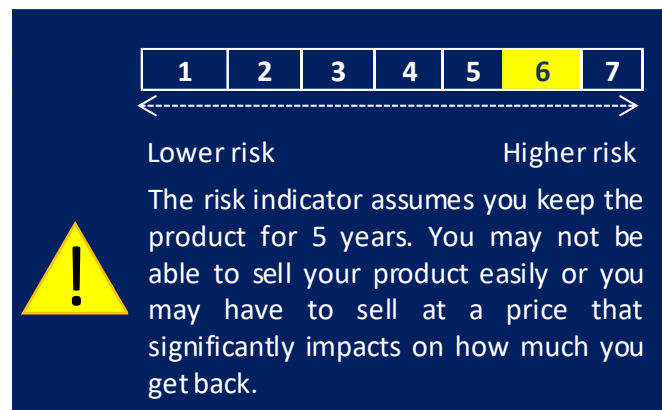 1 2 3 4 5 6 7
Lower risk Higher risk
The risk indicator assumes you keep the
product for 5 years. You may not be
able to sell your product easily or you
may have to sell at a price that
significantly impacts on how much you
get back.
!